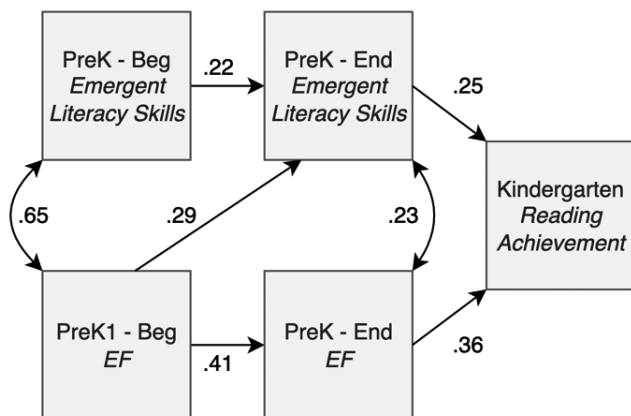 PreK - Beg
Emergent
Literacy Skills
.22
PreK - End
Emergent
Literacy Skills
.25
Kindergarten
Reading
Achievement
.65
.29
.23
PreK1 - Beg
EF
.41
PreK - End
EF
.36